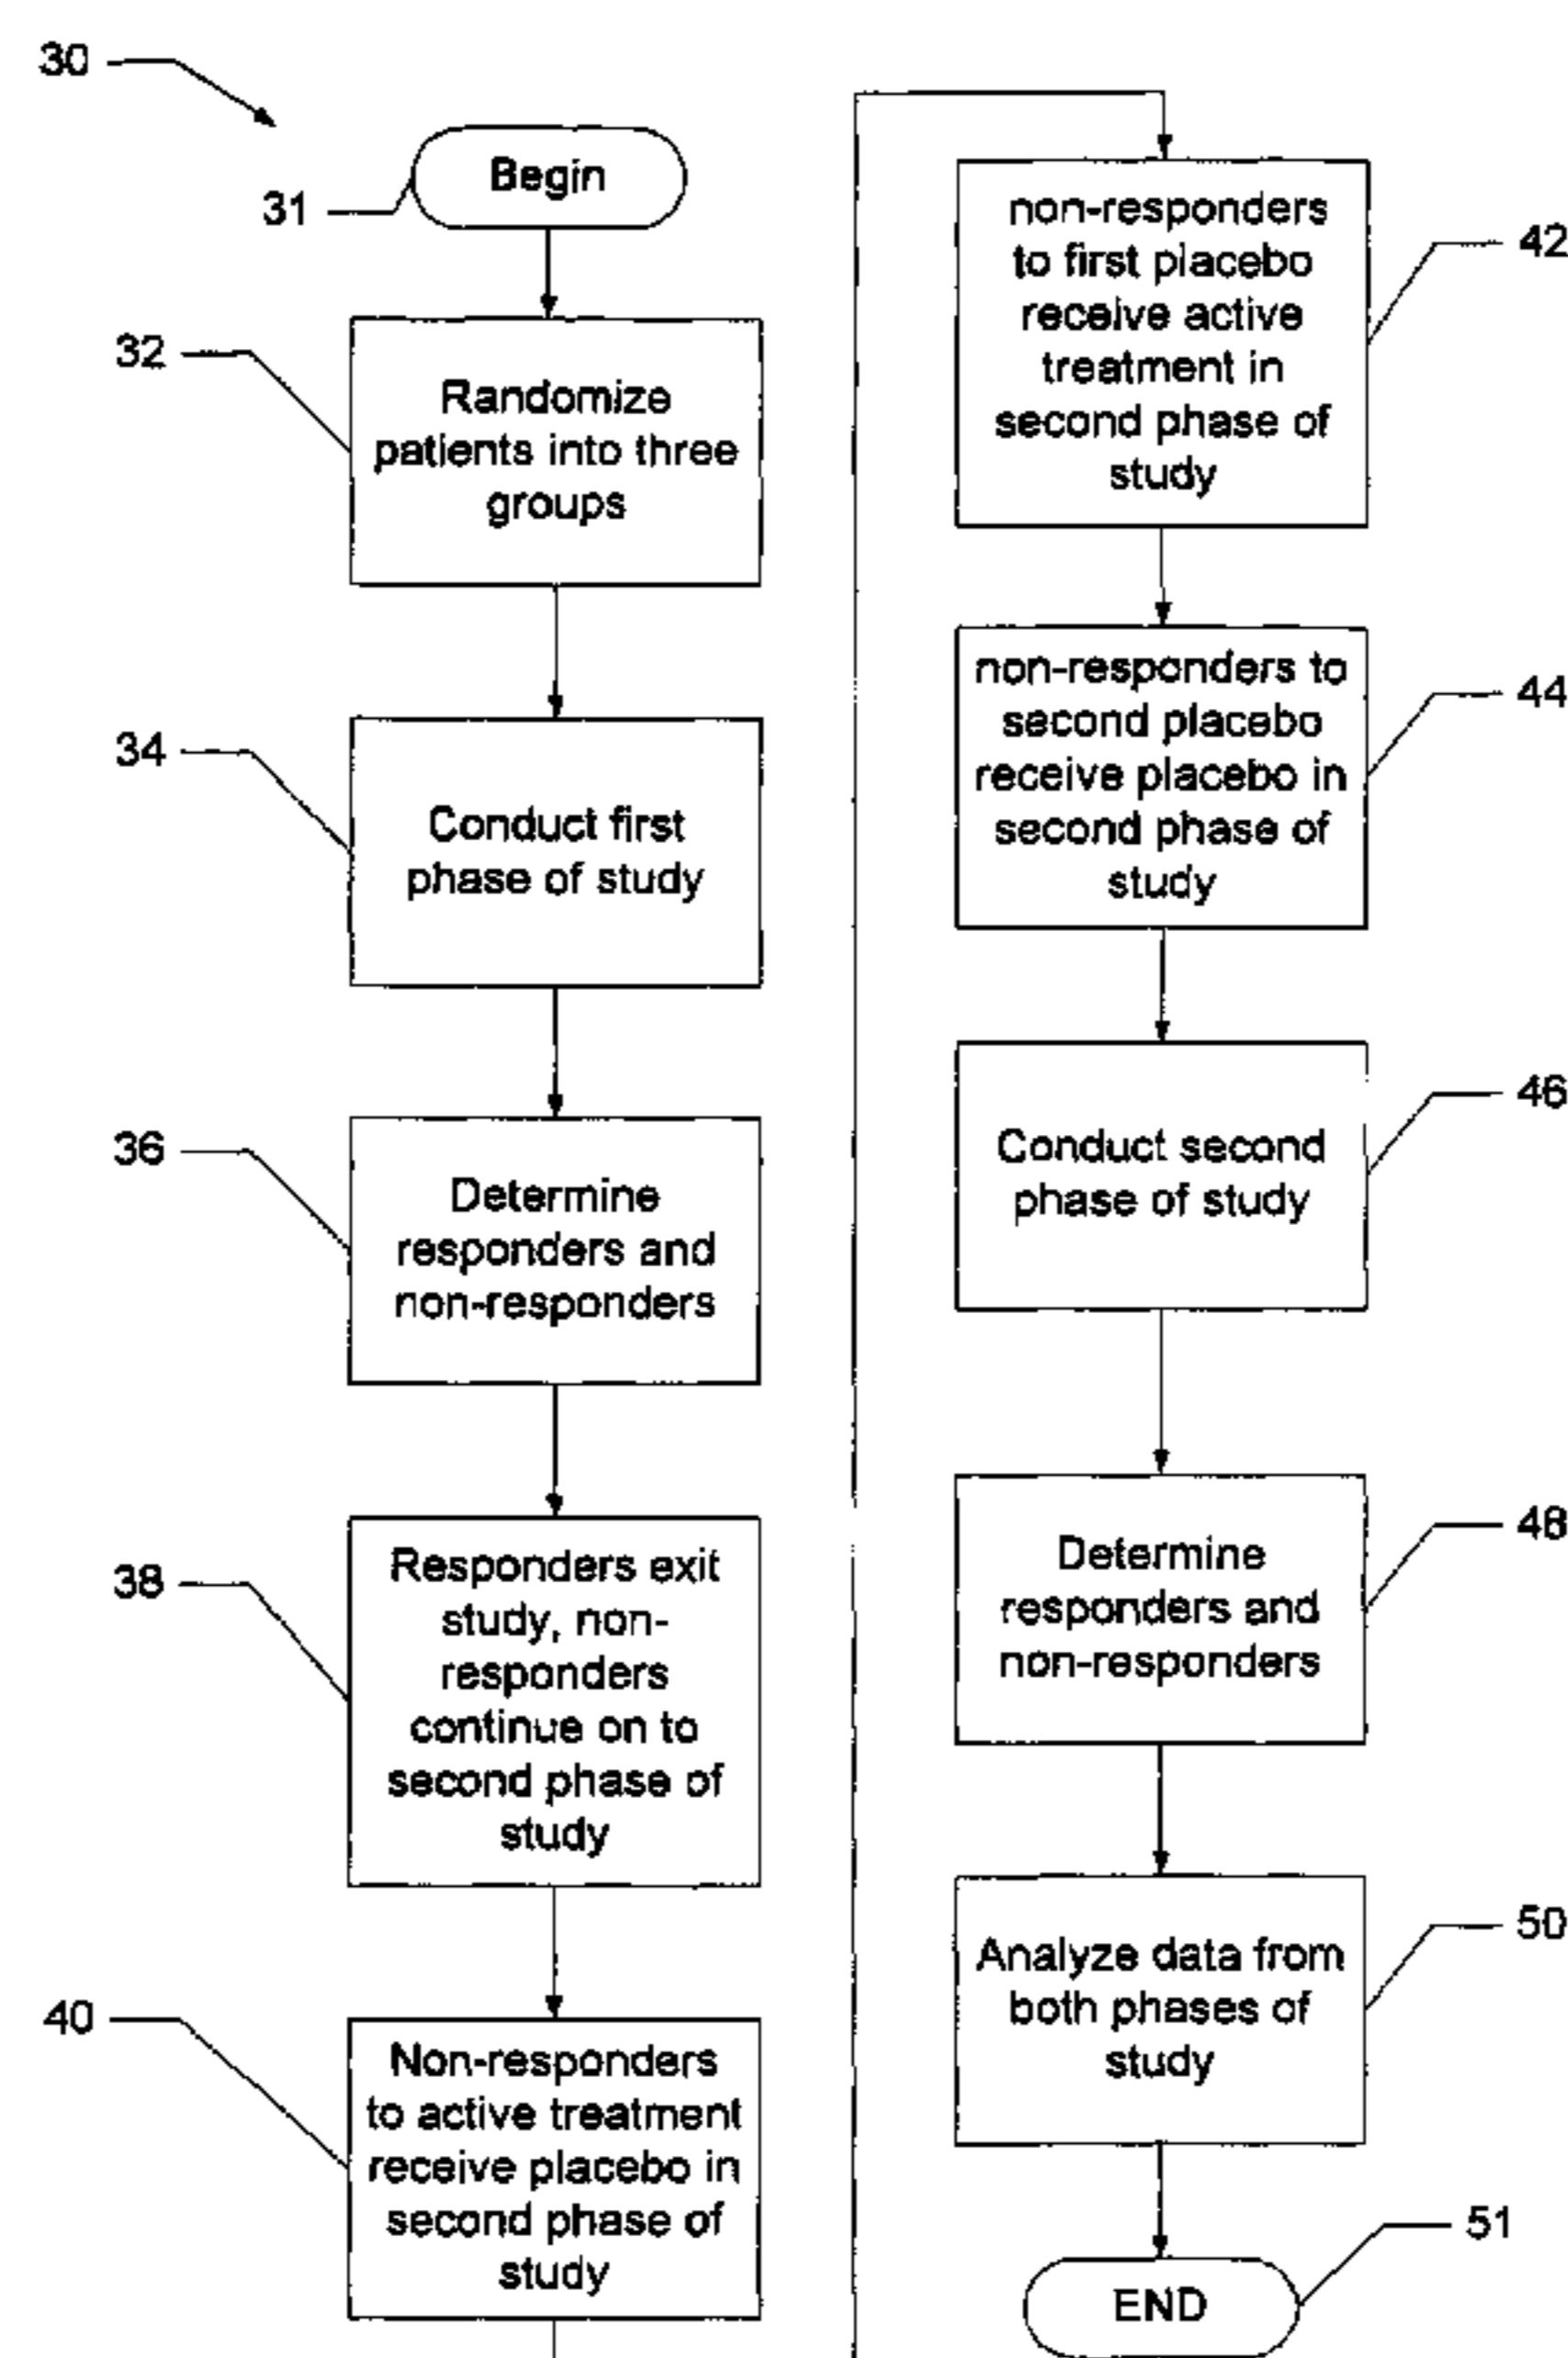 30
Begin
31
32
Randomize
patients into three
groups
34
Conduct first
phase of study
36
Determine
responders and
non-responders
38
Responders exit
study, non-
responders
continue on to
second phase of
study
40
Non-responders
to active treatment
receive placebo in
second phase of
study
non-responders
to first placebo
receive active
treatment in
second phase of
study
42
non-responders to
second placebo
receive placebo in
second phase of
study
44
Conduct second
phase of study
46
Determine
responders and
non-responders
48
Analyze data from
both phases of
study
50
END
51